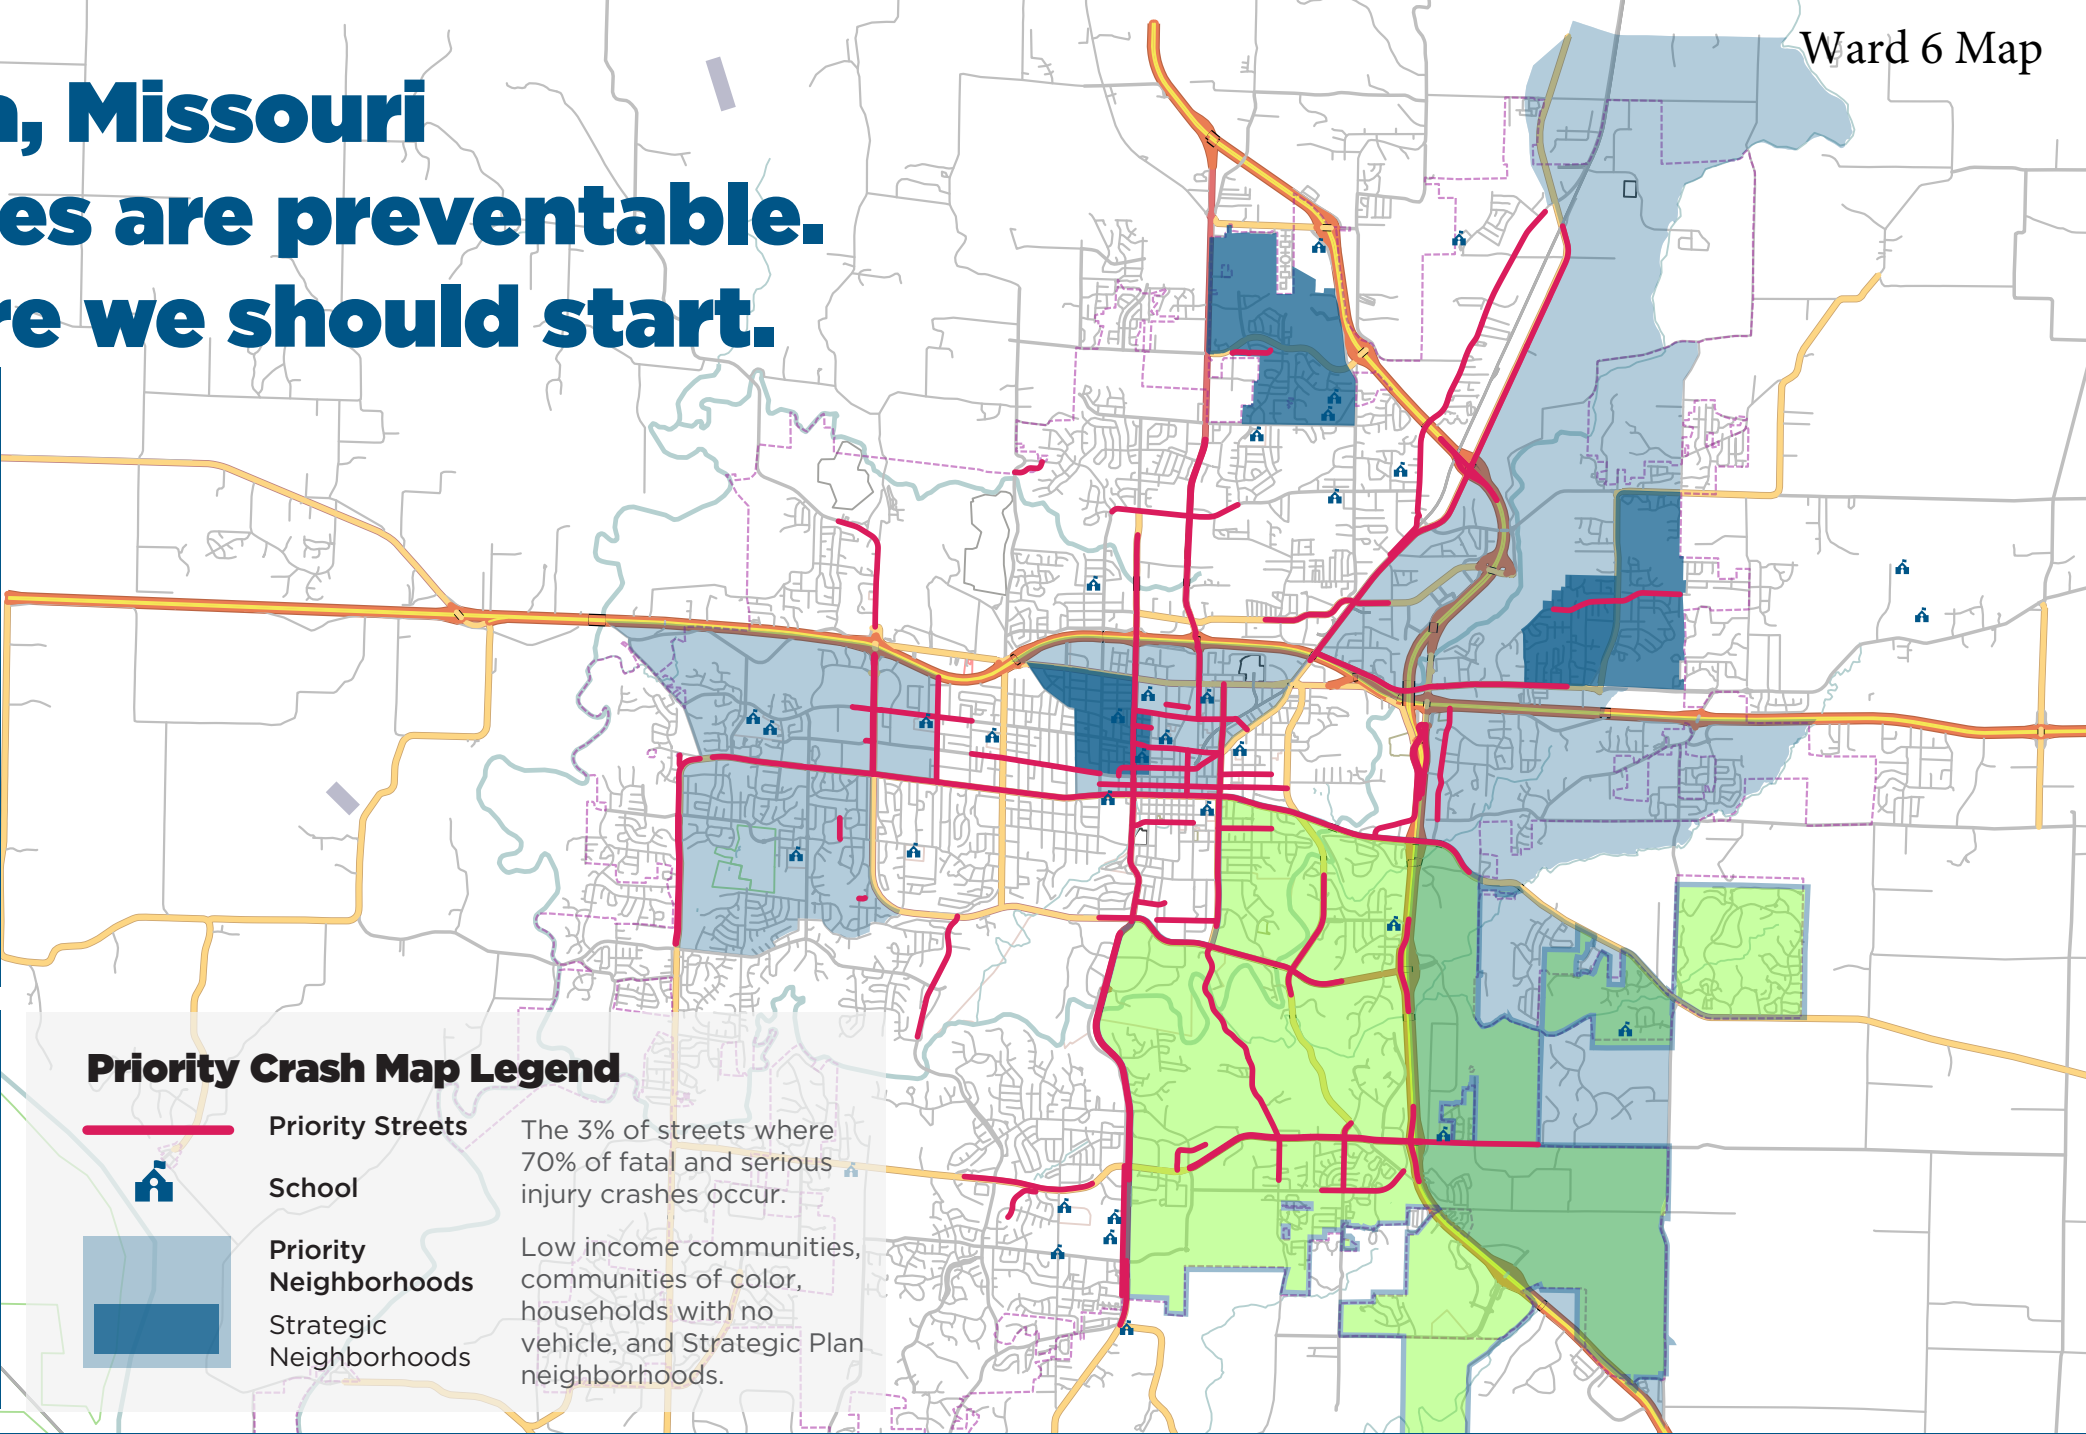 Ward 6 Map
, Missouri
es are preventable.
re we should start.
Priority Crash Map Legend
Priority Streets
The 3% of streets where
70% of fatal and serious
injury crashes occur.
School
Priority
Neighborhoods
Strategic
Neighborhoods
Low income communities,
communities of color,
households with no
vehicle, and Strategic Plan
neighborhoods.